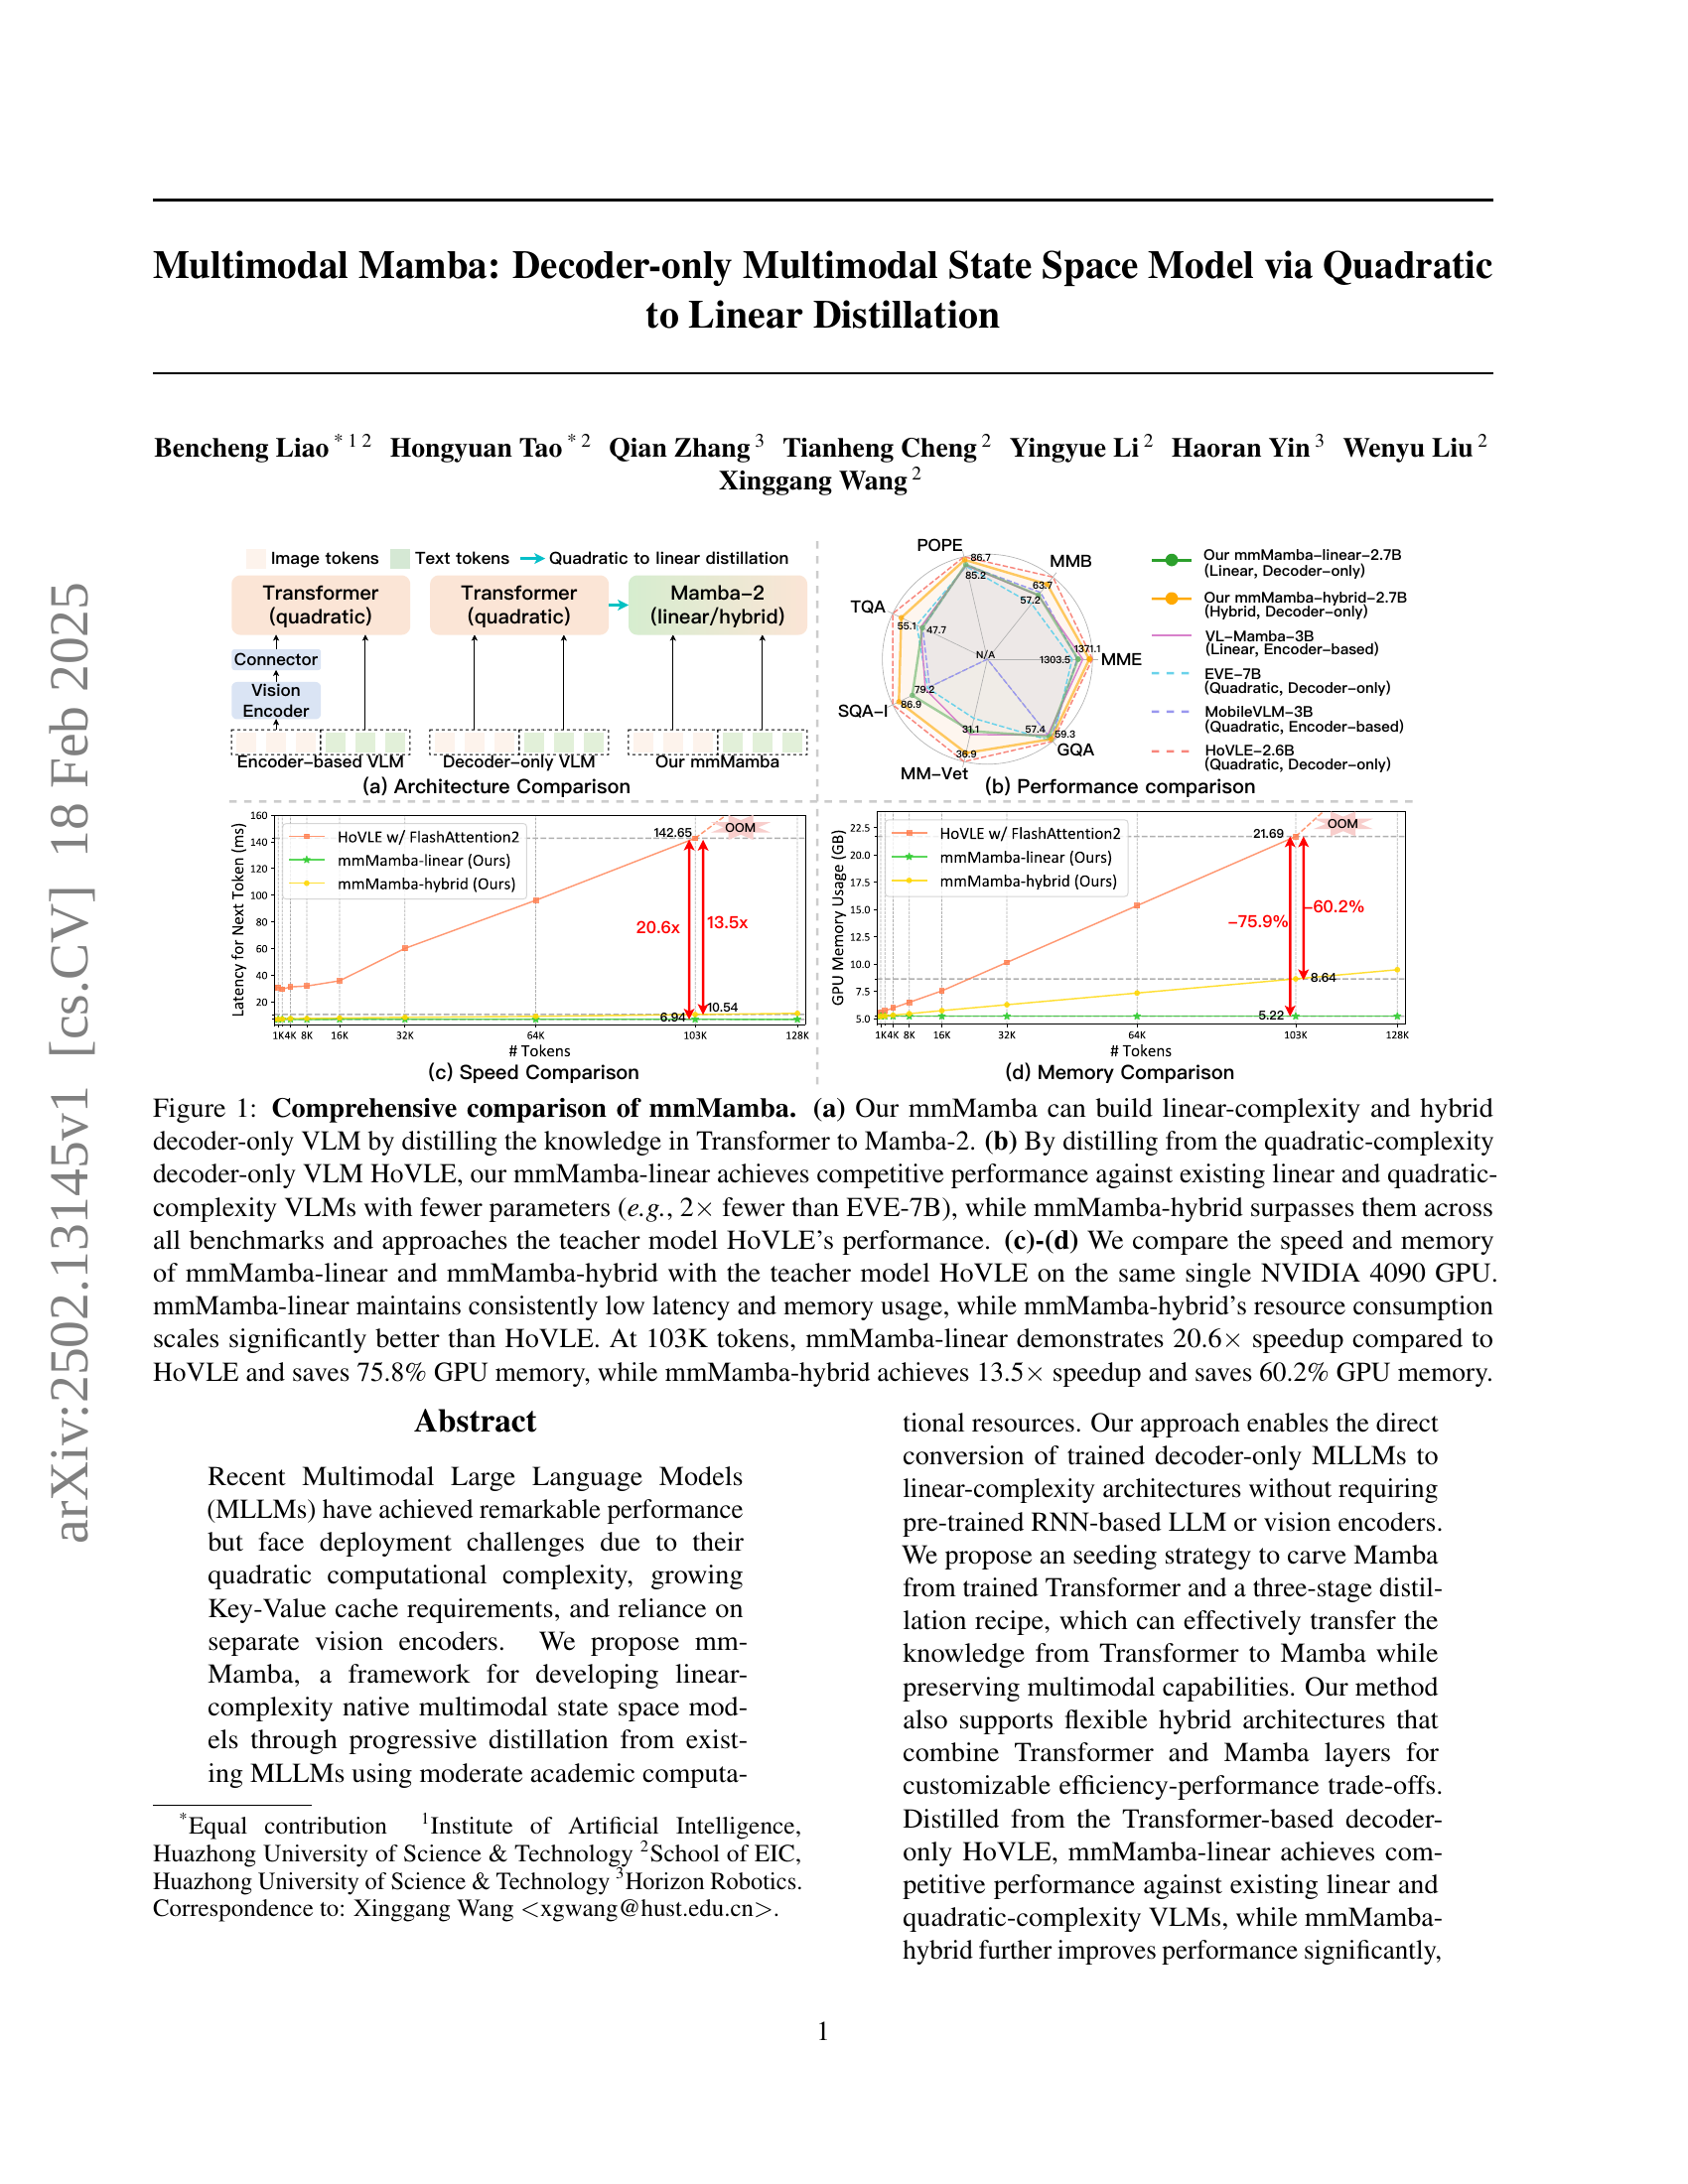 arXiv:2502.13145v1 [cs.CV] 18 Feb 2025
Multimodal Mamba: Decoder-only Multimodal State Space Model via Quadratic
to Linear Distillation
Bencheng Liao * 1 2 Hongyuan Tao * 2 Qian Zhang 3 Tianheng Cheng 2 Yingyue Li 2 Haoran Yin 3 Wenyu Liu 2
Xinggang Wang 2
Image tokens Text tokens Quadratic to linear distillation
Transformer
(quadratic)
Transformer
(quadratic)
Mamba-2
(linear/hybrid)
Connector
Vision
Encoder
Encoder-based VLM Decoder-only VLM Our mmMamba
(a) Architecture Comparison
POPE
MMB
MME
GQA
MM-Vet
SQA-I
TQA
86.7
85.2
63.7
57.2
1371.1
1303.5
N/A
55.1
47.7
79.2
86.9
31.1
36.9
57.4
59.3
Our mmMamba-linear-2.7B
(Linear, Decoder-only)
Our mmMamba-hybrid-2.7B
(Hybrid, Decoder-only)
VL-Mamba-3B
(Linear, Encoder-based)
EVE-7B
(Quadratic, Decoder-only)
MobileVLM-3B
(Quadratic, Encoder-based)
HoVLE-2.6B
(Quadratic, Decoder-only)
(b) Performance comparison
Latency for Next Token (ms)
160
140
120
100
80
60
40
20
HoVLE w/ FlashAttention2
mmMamba-linear (Ours)
mmMamba-hybrid (Ours)
142.65
OOM
20.6x
13.5x
6.94
10.54
1K 4K 8K 16K 32K 64K 103K 128K
# Tokens
(c) Speed Comparison
GPU Memory Usage (GB)
22.5
20.0
17.5
15.0
12.5
10.0
7.5
5.0
HoVLE w/ FlashAttention2
mmMamba-linear (Ours)
mmMamba-hybrid (Ours)
21.69
OOM
-75.9%
-60.2%
8.64
5.22
1K 4K 8K 16K 32K 64K 103K 128K
# Tokens
(d) Memory Comparison
Figure 1: Comprehensive comparison of mmMamba. (a) Our mmMamba can build linear-complexity and hybrid
decoder-only VLM by distilling the knowledge in Transformer to Mamba-2. (b) By distilling from the quadratic-complexity
decoder-only VLM HoVLE, our mmMamba-linear achieves competitive performance against existing linear and quadratic-
complexity VLMs with fewer parameters (e.g., 2× fewer than EVE-7B), while mmMamba-hybrid surpasses them across
all benchmarks and approaches the teacher model HoVLE's performance. (c)-(d) We compare the speed and memory
of mmMamba-linear and mmMamba-hybrid with the teacher model HoVLE on the same single NVIDIA 4090 GPU.
mmMamba-linear maintains consistently low latency and memory usage, while mmMamba-hybrid's resource consumption
scales significantly better than HoVLE. At 103K tokens, mmMamba-linear demonstrates 20.6× speedup compared to
HoVLE and saves 75.8% GPU memory, while mmMamba-hybrid achieves 13.5× speedup and saves 60.2% GPU memory.
Abstract
Recent Multimodal Large Language Models
(MLLMs) have achieved remarkable performance
but face deployment challenges due to their
quadratic computational complexity, growing
Key-Value cache requirements, and reliance on
separate vision encoders. We propose mm-
Mamba, a framework for developing linear-
complexity native multimodal state space mod-
els through progressive distillation from exist-
ing MLLMs using moderate academic computa-
*Equal contribution 1Institute of Artificial Intelligence,
Huazhong University of Science & Technology 2School of EIC,
Huazhong University of Science & Technology 3Horizon Robotics.
Correspondence to: Xinggang Wang <xgwang@hust.edu.cn>.
tional resources. Our approach enables the direct
conversion of trained decoder-only MLLMs to
linear-complexity architectures without requiring
pre-trained RNN-based LLM or vision encoders.
We propose an seeding strategy to carve Mamba
from trained Transformer and a three-stage distil-
lation recipe, which can effectively transfer the
knowledge from Transformer to Mamba while
preserving multimodal capabilities. Our method
also supports flexible hybrid architectures that
combine Transformer and Mamba layers for
customizable efficiency-performance trade-offs.
Distilled from the Transformer-based decoder-
only HoVLE, mmMamba-linear achieves com-
petitive performance against existing linear and
quadratic-complexity VLMs, while mmMamba-
hybrid further improves performance significantly,
1